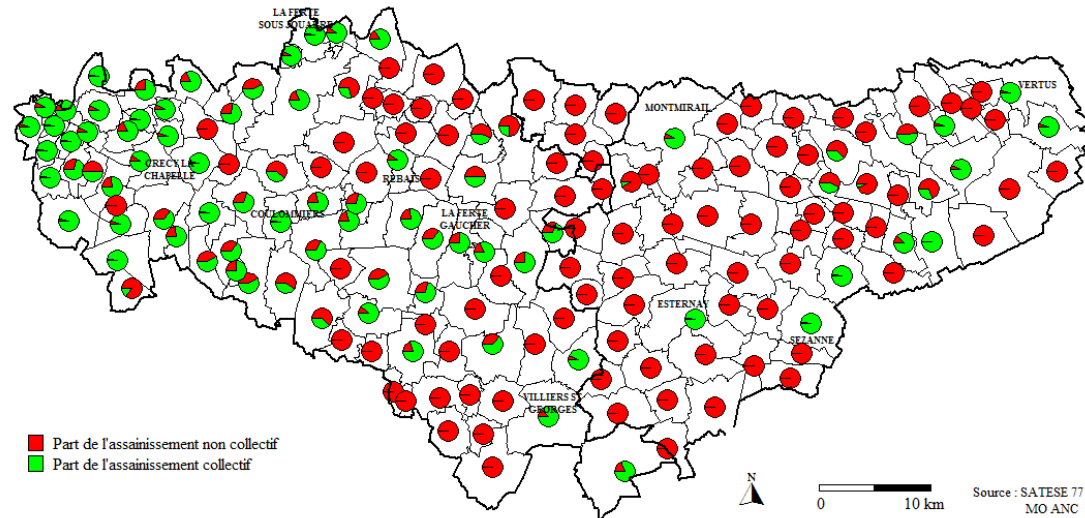 LA FERTE
SOUS JOUARRE
VERTUS
MONTMIRAIL
CRECY LA
CHAPELLE
REBAIS
COULOMMIERS
LA FERTE
GAUCHER
ESTERNAY
SEZANNE
VILLIERS ST
GEORGES
Part de l'assainissement non collectif
Part de l'assainissement collectif
N
0 10 km
Source : SATESE 77
MO ANC